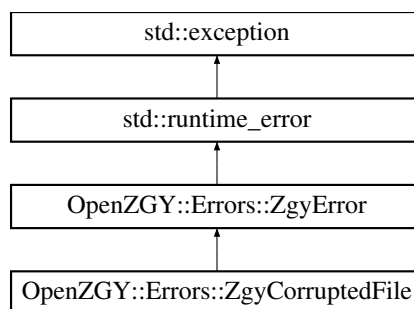 std::exception
std::runtime_error
OpenZGY::Errors::ZgyError
OpenZGY::Errors::ZgyCorruptedFile